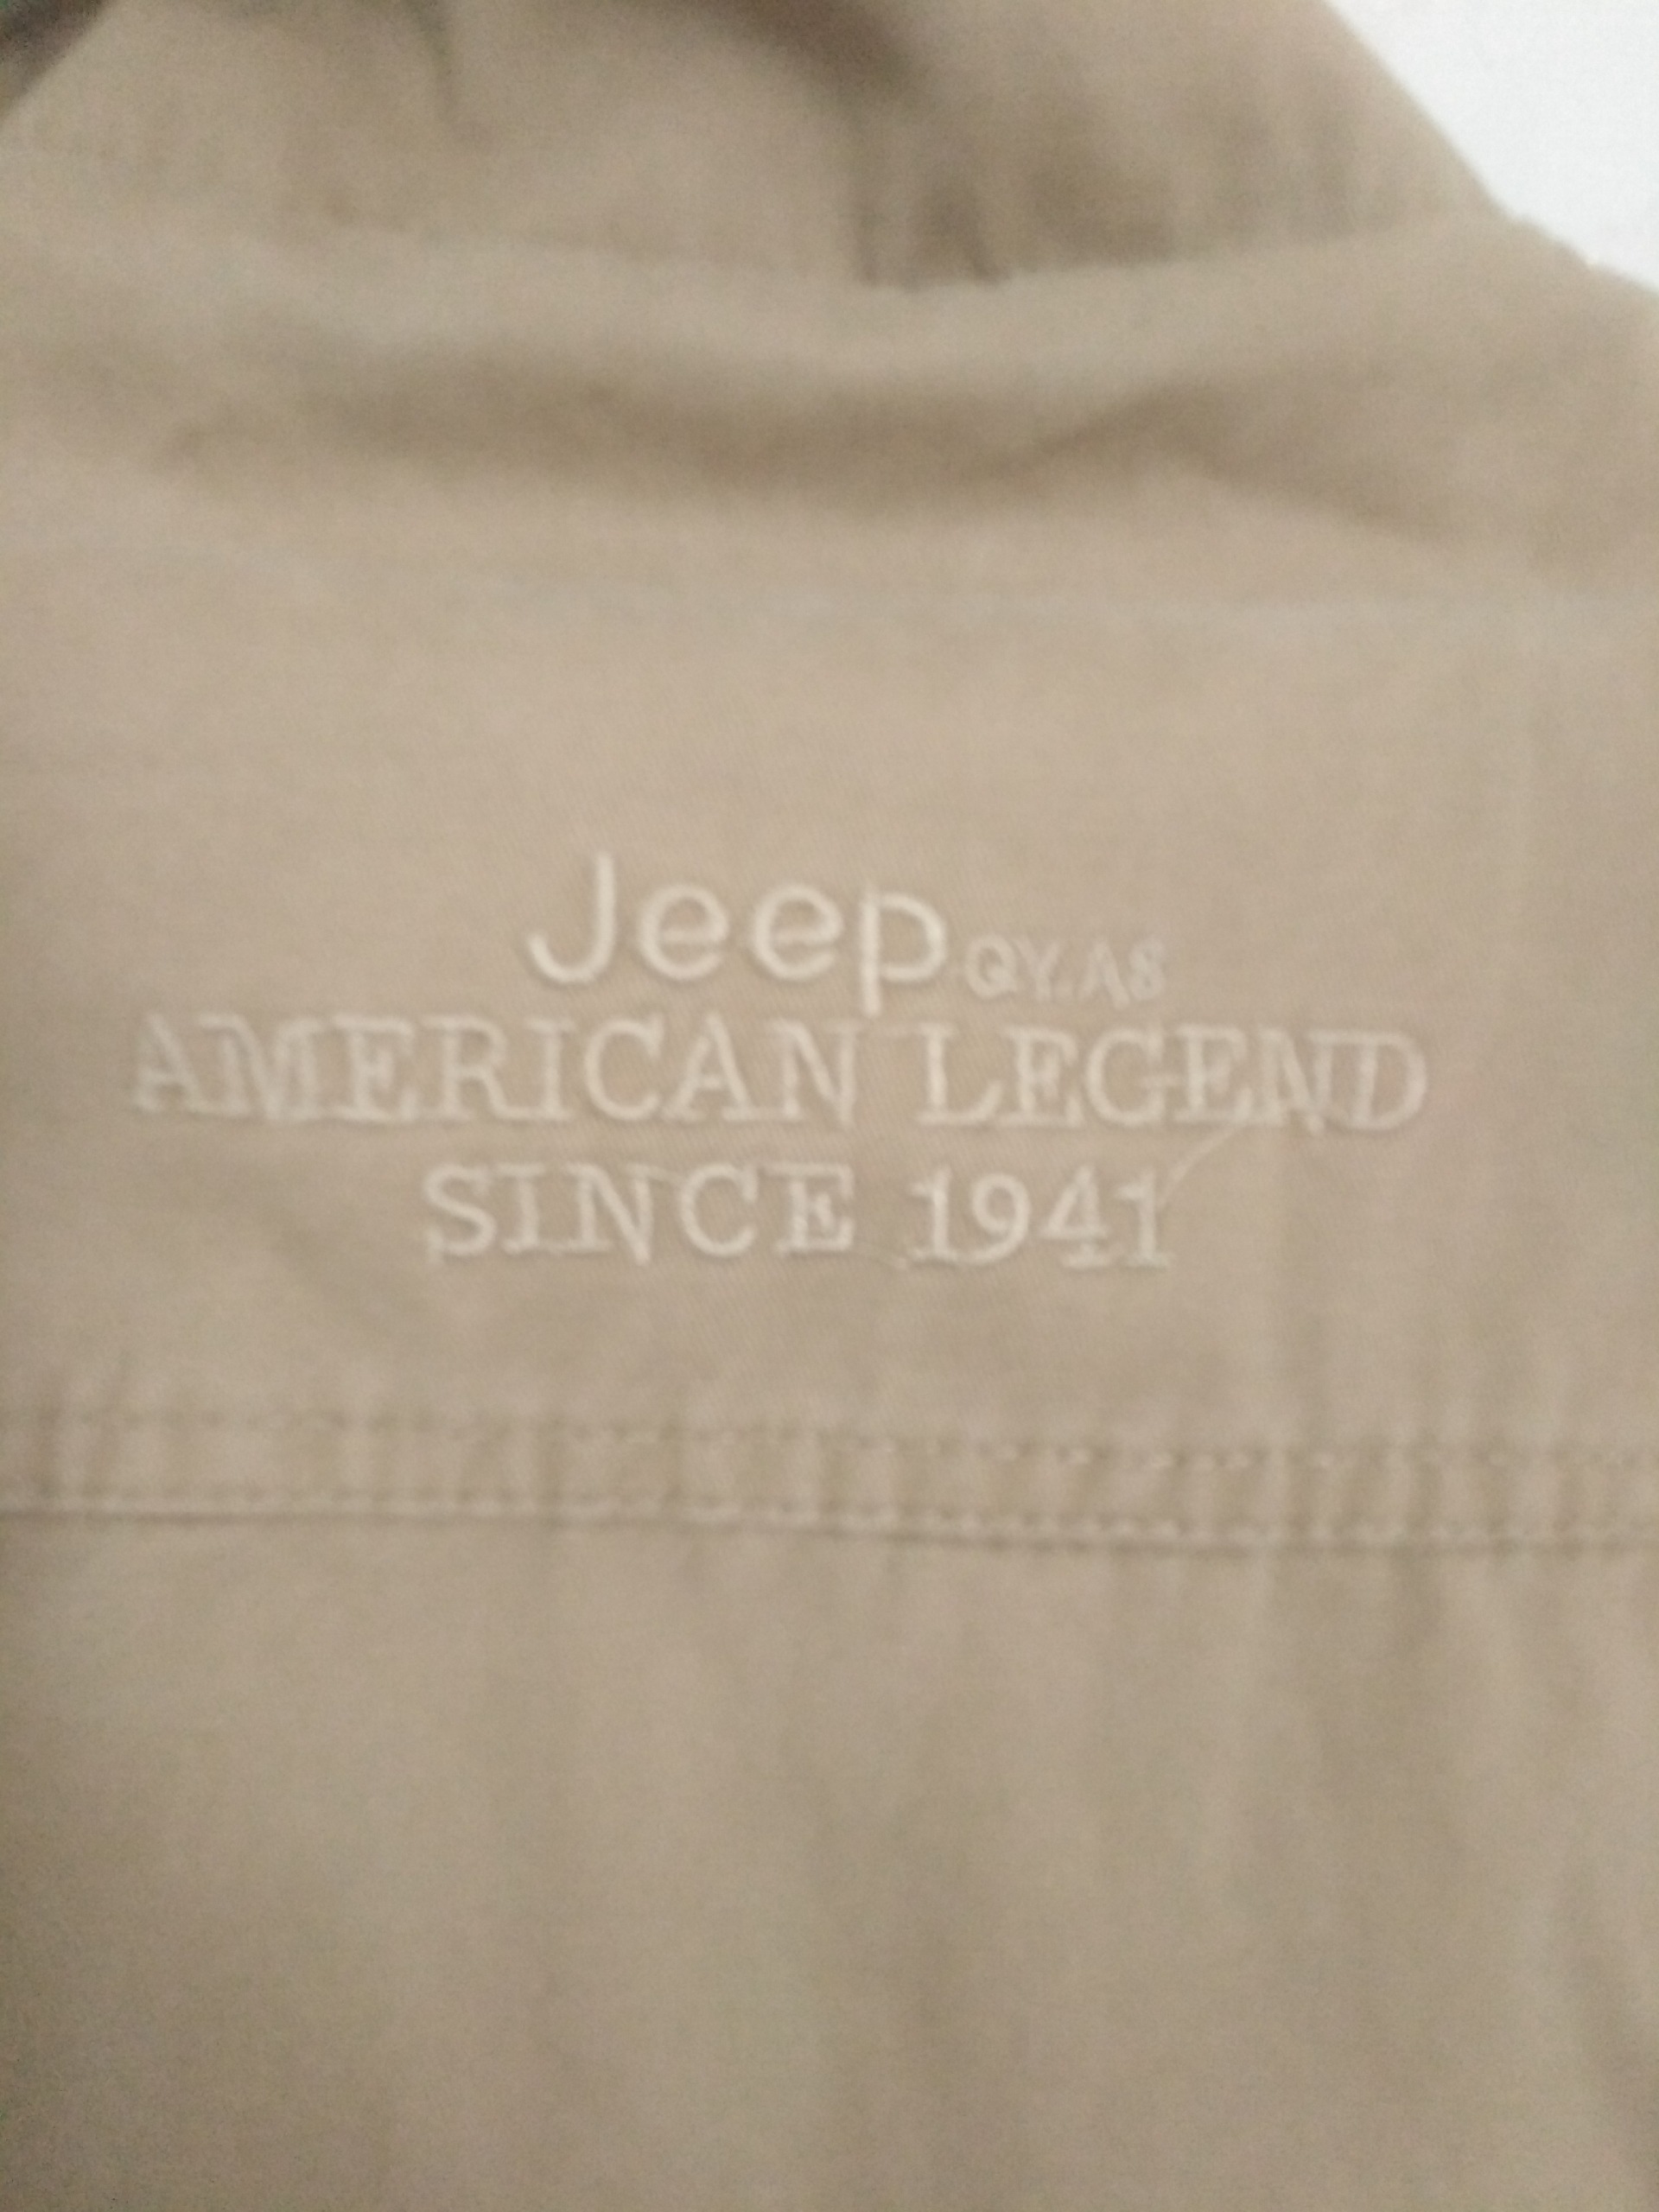 Jeep QY.AS
AMERICAN LEGEND
SINCE 1941